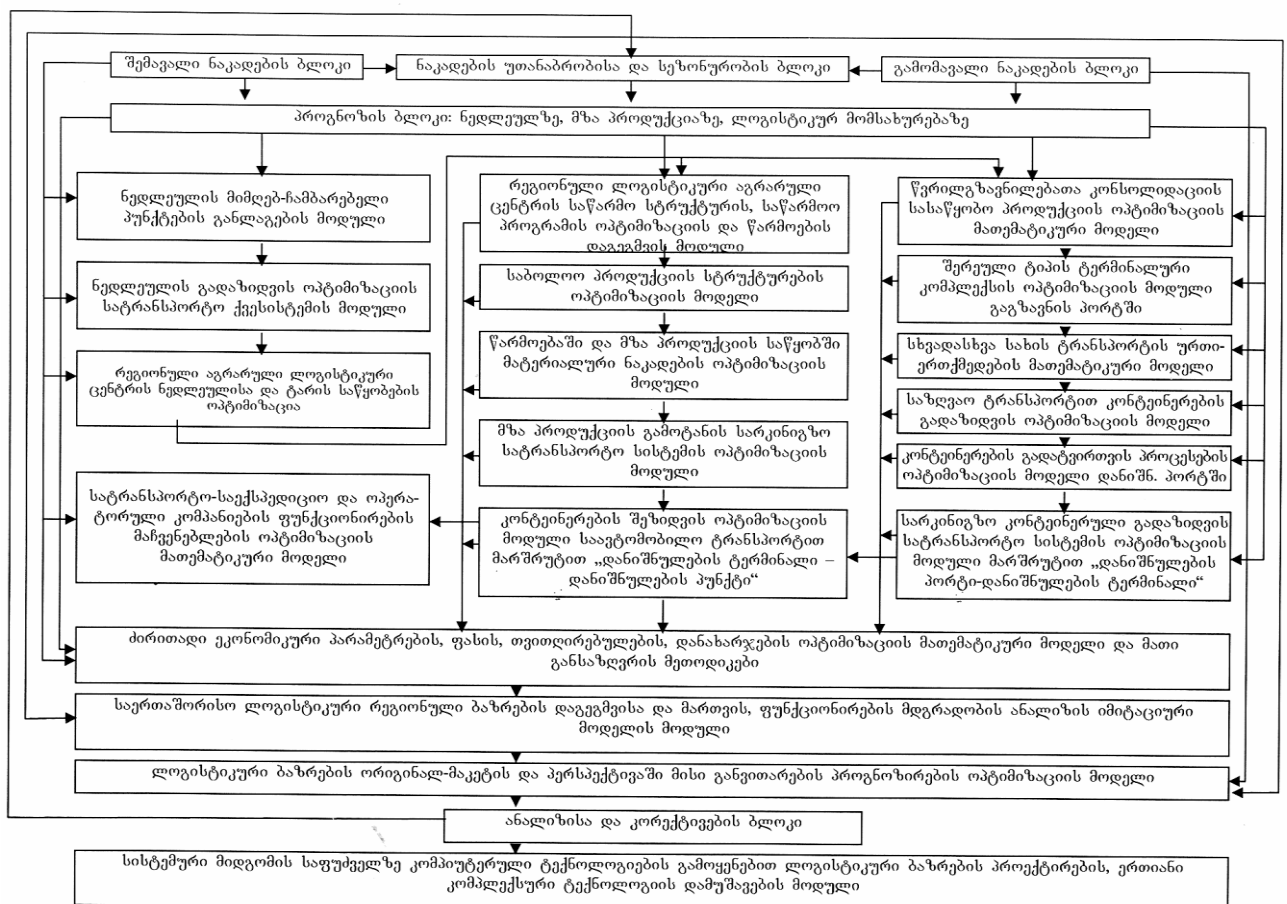 შემავალი ნაკადების ბლოკი
ნაკადების უთანაბრობისა და სეზონურობის ბლოკი
გამომავალი ნაკადების ბლოკი
პროგნოზის ბლოკი: ნედლეულზე, მზა პროდუქციაზე, ლოგისტიკურ მომსახურებაზე
ნედლეულის მიმღებ-ჩამბარებელი
პუნქტების განლაგების მოდული
ნედლეულის გადაზიდვის ოპტიმიზაციის
სატრანსპორტო ქვესისტემის მოდული
რეგიონული აგრარული ლოგისტიკური
ცენტრის ნედლეულისა და ტარის საწყობების
ოპტიმიზაცია
სატრანსპორტო-საექსპედიციო და ოპერა-
ტორული კომპანიების ფუნქციონირების
მაჩვენებლების ოპტიმიზაციის
მათემატიკური მოდელი
რეგიონული ლოგისტიკური აგრარული
ცენტრის საწარმო სტრუქტურის, საწარმოო
პროგრამის ოპტიმიზაციის და წარმოების
დაგეგმვის მოდული
საბოლოო პროდუქციის სტრუქტურების
ოპტიმიზაციის მოდელი
წარმოებაში და მზა პროდუქციის საწყობში
მატერიალური ნაკადების ოპტიმიზაციის
მოდული
მზა პროდუქციის გამოტანის სარკინიგზო
სატრანსპორტო სისტემის ოპტიმიზაციის
მოდული
კონტეინერების შეზიდვის ოპტიმიზაციის
მოდული საავტომობილო ტრანსპორტით
მარშრუტით „დანიშნულების ტერმინალი –
დანიშნულების პუნქტი“
წვრილგზავნილებათა კონსოლიდაციის
სასაწყობო პროდუქციის ოპტიმიზაციის
მათემატიკური მოდელი
შერეული ტიპის ტერმინალური
კომპლექსის ოპტიმიზაციის მოდული
გაგზავნის პორტში
სხვადასხვა სახის ტრანსპორტის ურთი-
ერთქმედების მათემატიკური მოდელი
საზღვაო ტრანსპორტით კონტეინერების
გადაზიდვის ოპტიმიზაციის მოდელი
კონტეინერების გადატვირთვის პროცესების
ოპტიმიზაციის მოდელი დანიშნ. პორტში
სარკინიგზო კონტეინერული გადაზიდვის
სატრანსპორტო სისტემის ოპტიმიზაციის
მოდული მარშრუტით „დანიშნულების
პორტი-დანიშნულების ტერმინალი“
ძირითადი ეკონომიკური პარამეტრების, ფასის, თვითღირებულების, დანახარჯების ოპტიმიზაციის მათემატიკური მოდელი და მათი
განსაზღვრის მეთოდიკები
საერთაშორისო ლოგისტიკური რეგიონული ბაზრების დაგეგმვისა და მართვის, ფუნქციონირების მდგრადობის ანალიზის იმიტაციური
მოდელის მოდული
ლოგისტიკური ბაზრების ორიგინალ-მაკეტის და პერსპექტივაში მისი განვითარების პროგნოზირების ოპტიმიზაციის მოდელი
ანალიზისა და კორექტივების ბლოკი
სისტემური მიდგომის საფუძველზე კომპიუტერული ტექნოლოგიების გამოყენებით ლოგისტიკური ბაზრების პროექტირების, ერთიანი
კომპლექსური ტექნოლოგიის დამუშავების მოდული